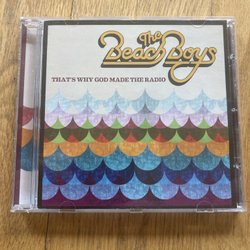 The
Beach Boys
THAT'S WHY GOD MADE THE RADIO